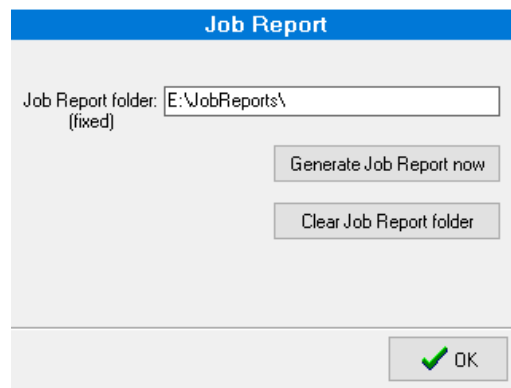 Job Report
Job Report folder: E:\JobReports\
(fixed)
Generate Job Report now
Clear Job Report folder
OK